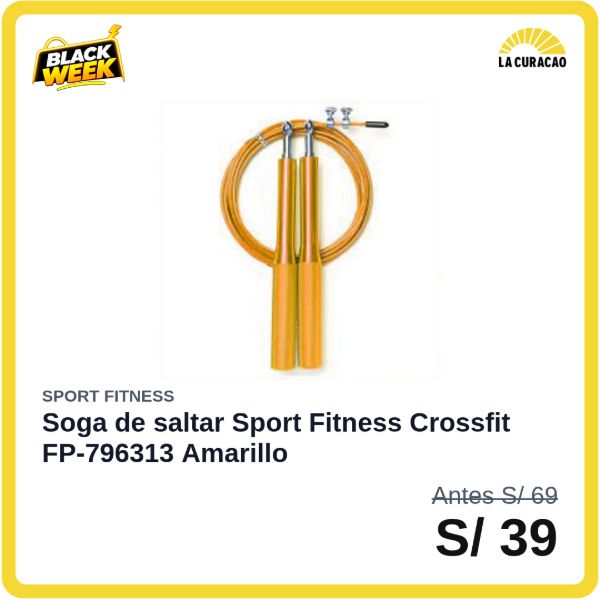 BLACK
WEEK
LA CURACAO
SPORT FITNESS
Soga de saltar Sport Fitness Crossfit
FP-796313 Amarillo
Antes S/ 69
S/ 39